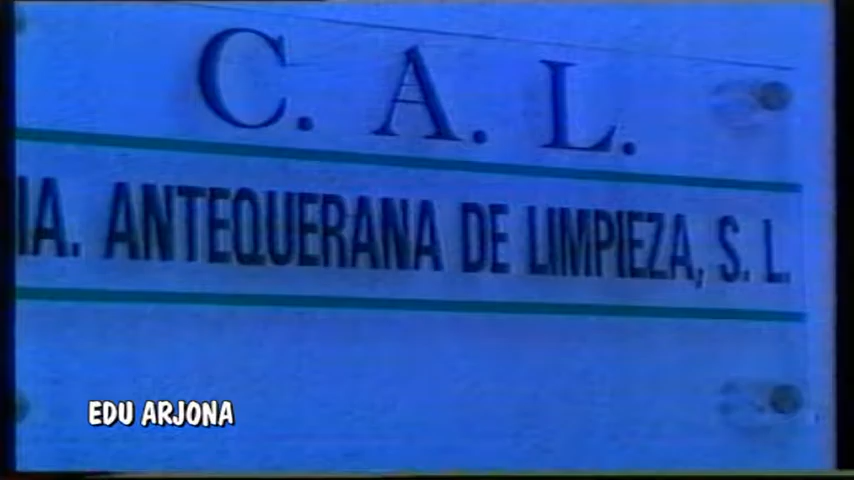 C. A. L.
IA. ANTEQUERANA DE LIMPIEZA, S. L.
EDU ARJONA